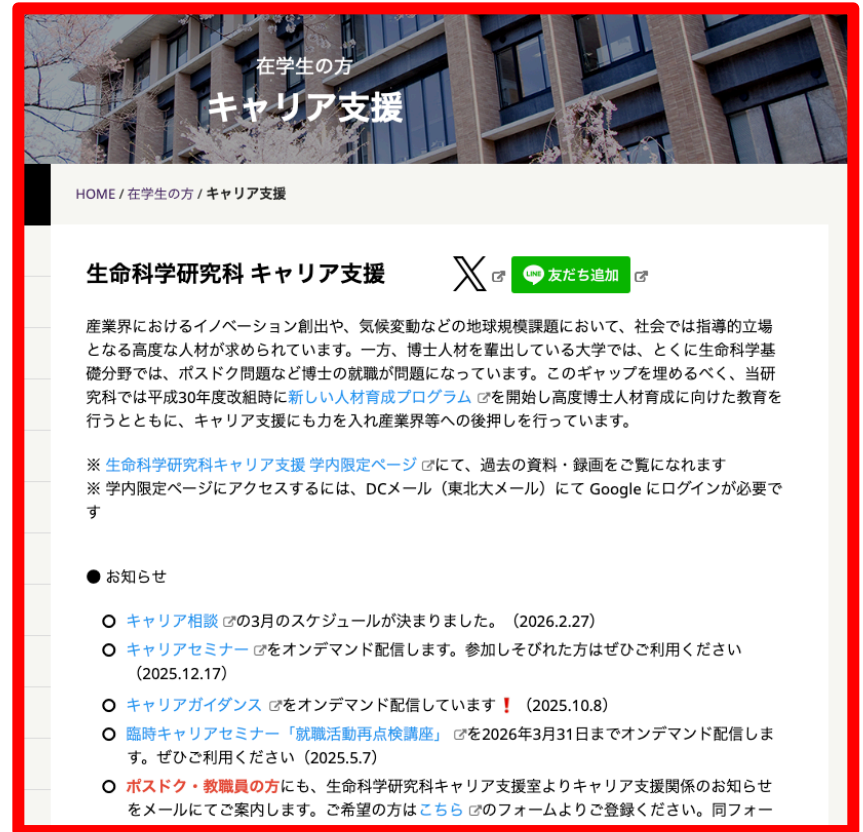 在学生の方
キャリア支援
HOME / 在学生の方 / キャリア支援
生命科学研究科 キャリア支援
LINE 友だち追加
産業界におけるイノベーション創出や、気候変動などの地球規模課題において、社会では指導的立場
となる高度な人材が求められています。一方、博士人材を輩出している大学では、とくに生命科学基
礎分野では、ポスドク問題など博士の就職が問題になっています。このギャップを埋めるべく、当研
究科では平成30年度改組時に新しい人材育成プログラム を開始し高度博士人材育成に向けた教育を
行うとともに、キャリア支援にも力を入れ産業界等への後押しを行っています。
※ 生命科学研究科キャリア支援 学内限定ページ にて、過去の資料・録画をご覧になれます
※ 学内限定ページにアクセスするには、DCメール（東北大メール）にて Google にログインが必要で
す
● お知らせ
キャリア相談 の3月のスケジュールが決まりました。（2026.2.27）
キャリアセミナー をオンデマンド配信します。参加しそびれた方はぜひご利用ください
（2025.12.17）
キャリアガイダンス をオンデマンド配信しています❗（2025.10.8）
臨時キャリアセミナー「就職活動再点検講座」 を2026年3月31日までオンデマンド配信しま
す。ぜひご利用ください（2025.5.7）
ポスドク・教職員の方にも、生命科学研究科キャリア支援室よりキャリア支援関係のお知らせ
をメールにてご案内します。ご希望の方はこちら のフォームよりご登録ください。同フォー